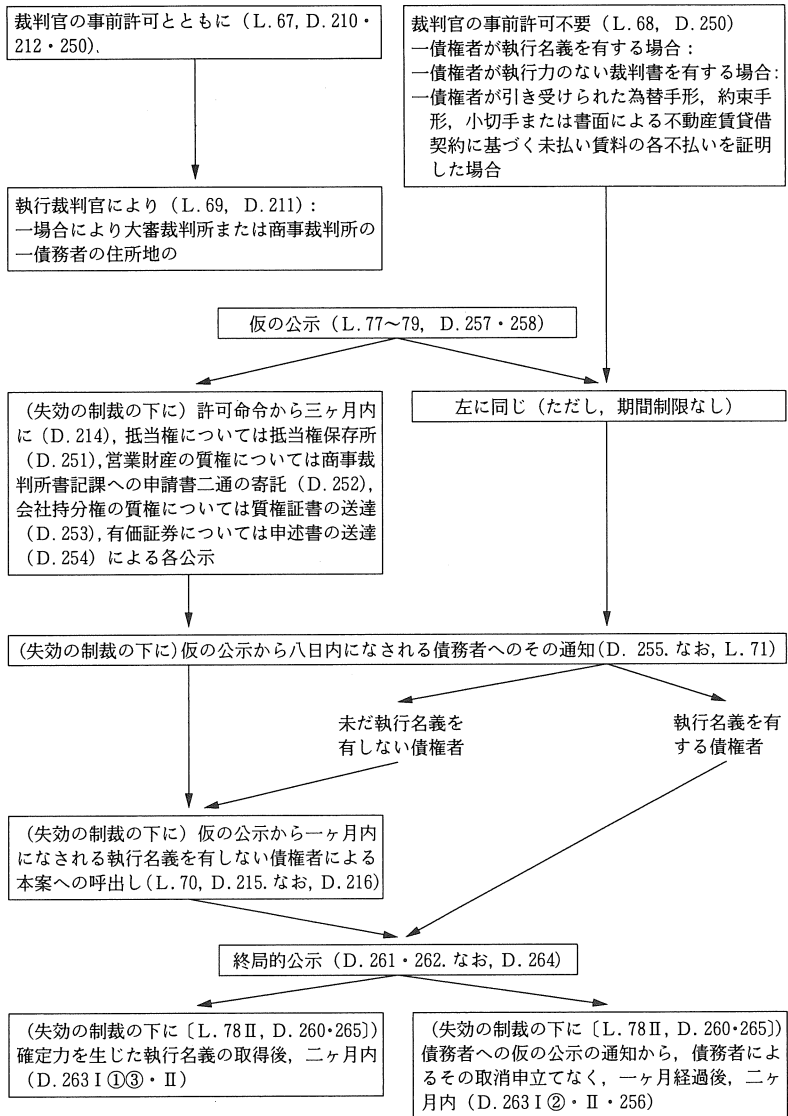 裁判官の事前許可とともに（L.67, D.210・
212・250）、
裁判官の事前許可不要（L.68, D.250）
―債権者が執行名義を有する場合：
―債権者が執行力のない裁判書を有する場合：
―債権者が引き受けられた為替手形，約束手
形，小切手または書面による不動産賃貸借
契約に基づく未払い賃料の各不払いを証明
した場合
執行裁判官により（L.69, D.211）：
―場合により大審裁判所または商事裁判所の
―債務者の住所地の
仮の公示（L.77～79, D.257・258）
（失効の制裁の下に）許可命令から三ヶ月内
に（D.214），抵当権については抵当権保存所
（D.251），営業財産の質権については商事裁
判所書記課への申請書二通の寄託（D.252），
会社持分権の質権については質権証書の送達
（D.253），有価証券については申述書の送達
（D.254）による各公示
左に同じ（ただし，期間制限なし）
（失効の制裁の下に）仮の公示から八日内になされる債務者へのその通知（D. 255. なお，L. 71）
未だ執行名義を
有しない債権者
執行名義を有
する債権者
（失効の制裁の下に）仮の公示から一ヶ月内
になされる執行名義を有しない債権者による
本案への呼出し（L. 70, D. 215. なお，D. 216）
終局的公示（D. 261・262. なお，D. 264）
（失効の制裁の下に〔L. 78Ⅱ, D. 260・265〕）
確定力を生じた執行名義の取得後，二ヶ月内
（D. 263Ⅰ①③・Ⅱ）
（失効の制裁の下に〔L. 78Ⅱ, D. 260・265〕）
債務者への仮の公示の通知から，債務者によ
るその取消申立てなく，一ヶ月経過後，二ヶ
月内（D. 263Ⅰ②・Ⅱ・256）